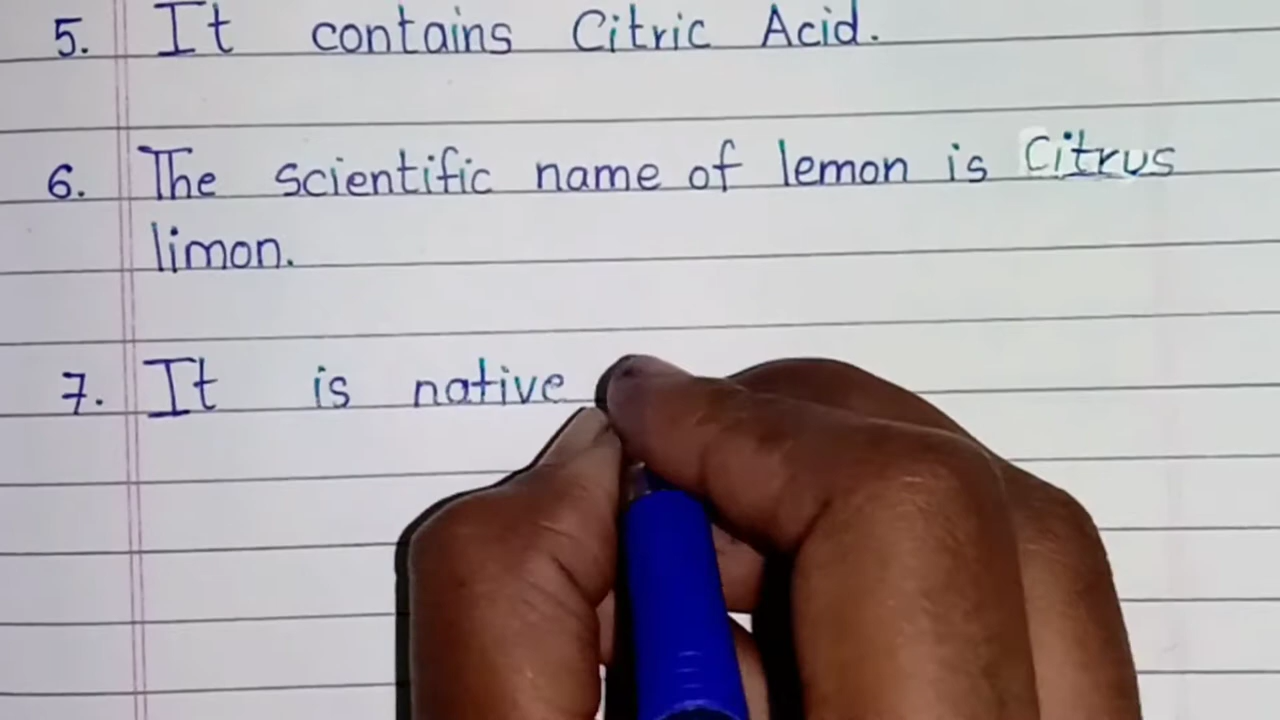 5. It contains Citric Acid.
6. The scientific name of lemon is Citrus
limon.
7. It is native